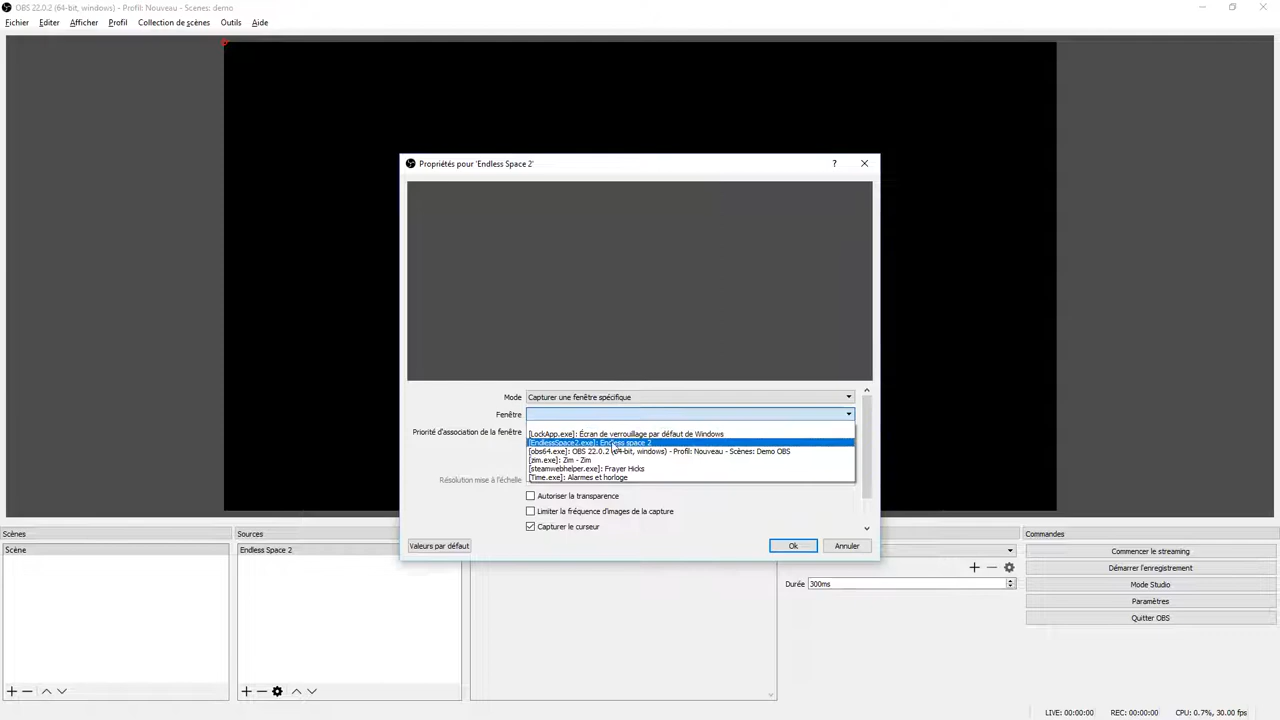 OBS 22.0.2 (64-bit, windows) - Profil: Nouveau - Scenes: demo
Fichier Editer Afficher Profil Collection de scènes Outils Aide
Propriétés pour 'Endless Space 2'
?
Mode Capturer une fenêtre spécifique
Fenêtre
Priorité d'association de la fenêtre
[LockApp.exe]: Écran de verrouillage par défaut de Windows
[EndlessSpace2.exe]: Endless space 2
[obs64.exe]: OBS 22.0.2 (64-bit, windows) - Profil: Nouveau - Scènes: Demo OBS
[zim.exe]: Zim - Zim
[steamwebhelper.exe]: Frayer Hicks
[Time.exe]: Alarmes et horloge
Résolution mise à l'échelle
Autoriser la transparence
Limiter la fréquence d'images de la capture
Capturer le curseur
Valeurs par défaut Ok Annuler
Scènes
Scène
Sources
Endless Space 2
Durée 300ms
Commandes
Commencer le streaming
Démarrer l'enregistrement
Mode Studio
Paramètres
Quitter OBS
LIVE: 00:00:00 REC: 00:00:00 CPU: 0.7%, 30.00 fps